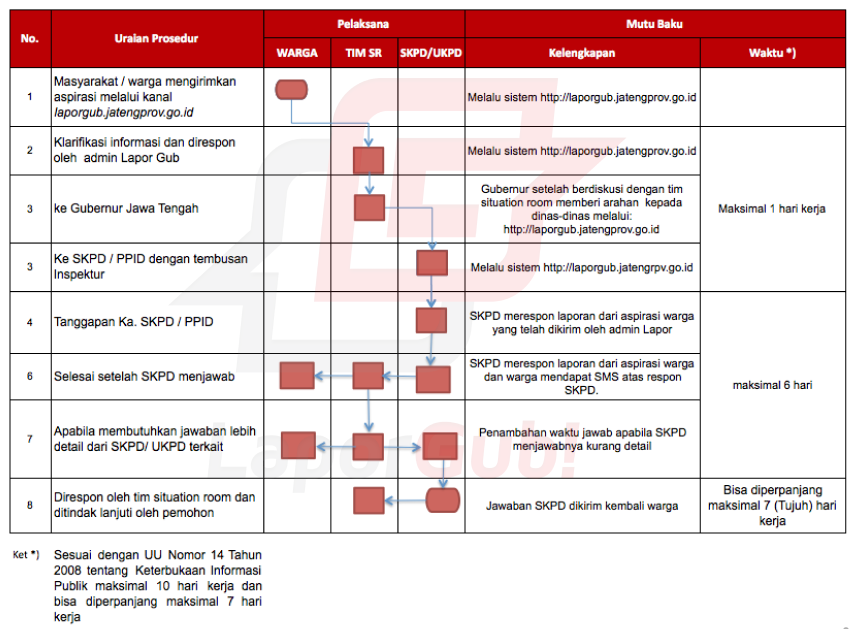 No.
Uraian Prosedur
Pelaksana
Mutu Baku
WARGA
TIM SR
SKPD/UKPD
Kelengkapan
Waktu *)
1
Masyarakat / warga mengirimkan
aspirasi melalui kanal
laporgub.jatengprov.go.id
Melalu sistem http://laporgub.jatengprov.go.id
2
Klarifikasi informasi dan direspon
oleh admin Lapor Gub
Melalu sistem http://laporgub.jatengprov.go.id
Maksimal 1 hari kerja
3
ke Gubernur Jawa Tengah
Gubernur setelah berdiskusi dengan tim
situation room memberi arahan kepada
dinas-dinas melalui:
http://laporgub.jatengprov.go.id
3
Ke SKPD / PPID dengan tembusan
Inspektur
Melalu sistem http://laporgub.jatengrpv.go.id
4
Tanggapan Ka. SKPD / PPID
SKPD merespon laporan dari aspirasi warga
yang telah dikirim oleh admin Lapor
maksimal 6 hari
6
Selesai setelah SKPD menjawab
SKPD merespon laporan dari aspirasi warga
dan warga mendapat SMS atas respon
SKPD.
7
Apabila membutuhkan jawaban lebih
detail dari SKPD/ UKPD terkait
Penambahan waktu jawab apabila SKPD
menjawabnya kurang detail
8
Direspon oleh tim situation room dan
ditindak lanjuti oleh pemohon
Jawaban SKPD dikirim kembali warga
Bisa diperpanjang
maksimal 7 (Tujuh) hari
kerja
LaporGub!
Ket *)
Sesuai dengan UU Nomor 14 Tahun
2008 tentang Keterbukaan Informasi
Publik maksimal 10 hari kerja dan
bisa diperpanjang maksimal 7 hari
kerja